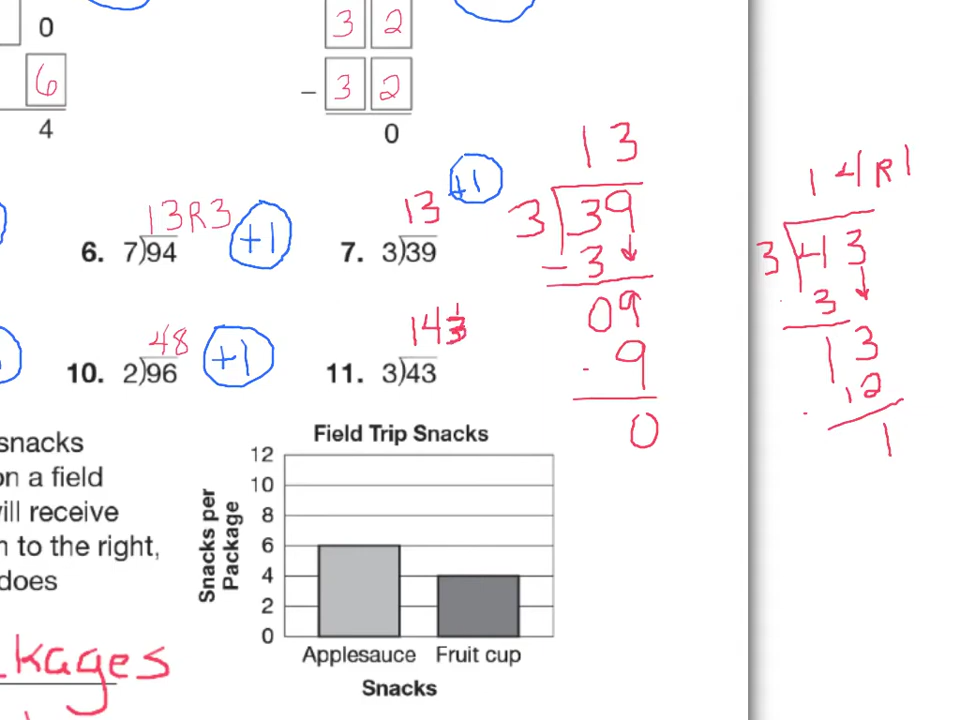 0
3 2
6
- 3 2
4
0
13
+1
14R1
13R3
+1
13
3)39
6. 7)94
7. 3)39
3)43
- 3
3
09
13
48
+1
14 1/3
9
12
10. 2)96
11. 3)43
0
1
snacks
on a field
will receive
to the right,
does
Field Trip Snacks
12
10
8
6
4
2
0
Snacks per
Package
Applesauce Fruit cup
Snacks
kages